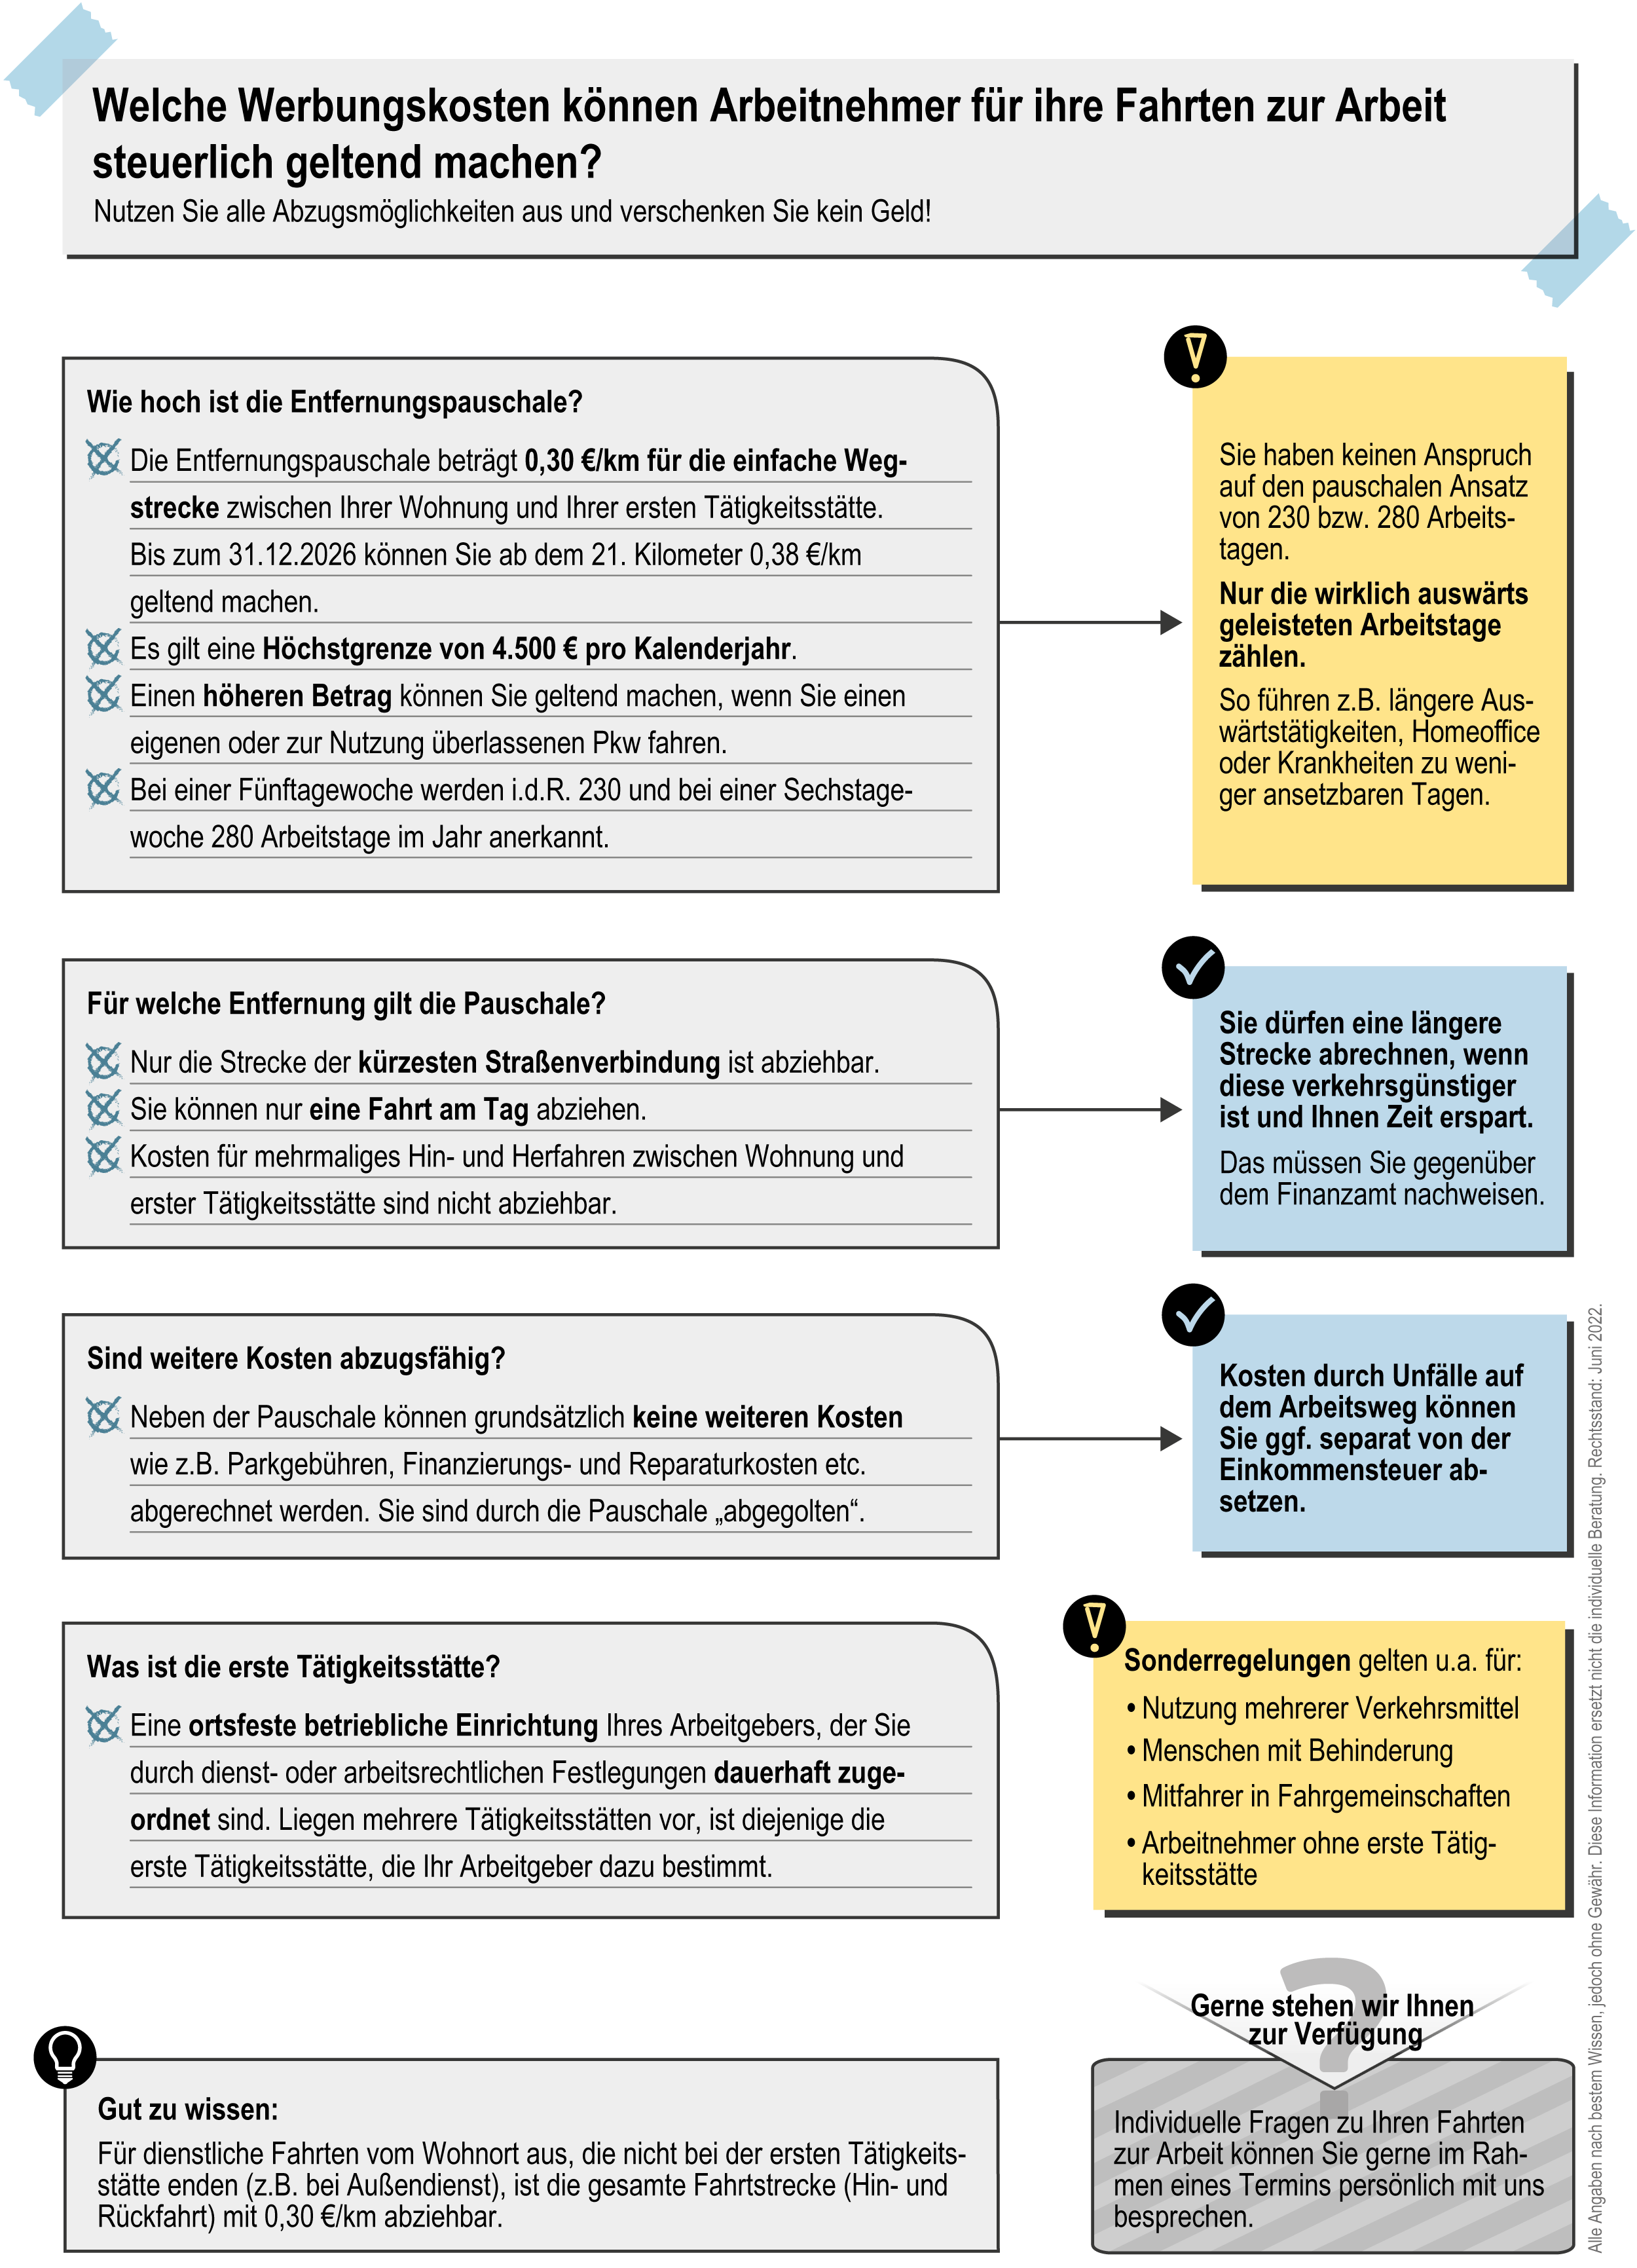 Welche Werbungskosten können Arbeitnehmer für ihre Fahrten zur Arbeit
steuerlich geltend machen?
Nutzen Sie alle Abzugsmöglichkeiten aus und verschenken Sie kein Geld!
Wie hoch ist die Entfernungspauschale?
Die Entfernungspauschale beträgt 0,30 €/km für die einfache Weg-
strecke zwischen Ihrer Wohnung und Ihrer ersten Tätigkeitsstätte.
Bis zum 31.12.2026 können Sie ab dem 21. Kilometer 0,38 €/km
geltend machen.
Es gilt eine Höchstgrenze von 4.500 € pro Kalenderjahr.
Einen höheren Betrag können Sie geltend machen, wenn Sie einen
eigenen oder zur Nutzung überlassenen Pkw fahren.
Bei einer Fünftagewoche werden i.d.R. 230 und bei einer Sechstage-
woche 280 Arbeitstage im Jahr anerkannt.
Sie haben keinen Anspruch
auf den pauschalen Ansatz
von 230 bzw. 280 Arbeits-
tagen.
Nur die wirklich auswärts
geleisteten Arbeitstage
zählen.
So führen z.B. längere Aus-
wärtstätigkeiten, Homeoffice
oder Krankheiten zu weni-
ger ansetzbaren Tagen.
Für welche Entfernung gilt die Pauschale?
Nur die Strecke der kürzesten Straßenverbindung ist abziehbar.
Sie können nur eine Fahrt am Tag abziehen.
Kosten für mehrmaliges Hin- und Herfahren zwischen Wohnung und
erster Tätigkeitsstätte sind nicht abziehbar.
Sie dürfen eine längere
Strecke abrechnen, wenn
diese verkehrsgünstiger
ist und Ihnen Zeit erspart.
Das müssen Sie gegenüber
dem Finanzamt nachweisen.
Sind weitere Kosten abzugsfähig?
Neben der Pauschale können grundsätzlich keine weiteren Kosten
wie z.B. Parkgebühren, Finanzierungs- und Reparaturkosten etc.
abgerechnet werden. Sie sind durch die Pauschale „abgegolten“.
Kosten durch Unfälle auf
dem Arbeitsweg können
Sie ggf. separat von der
Einkommensteuer ab-
setzen.
Was ist die erste Tätigkeitsstätte?
Eine ortsfeste betriebliche Einrichtung Ihres Arbeitgebers, der Sie
durch dienst- oder arbeitsrechtlichen Festlegungen dauerhaft zuge-
ordnet sind. Liegen mehrere Tätigkeitsstätten vor, ist diejenige die
erste Tätigkeitsstätte, die Ihr Arbeitgeber dazu bestimmt.
Sonderregelungen gelten u.a. für:
• Nutzung mehrerer Verkehrsmittel
• Menschen mit Behinderung
• Mitfahrer in Fahrgemeinschaften
• Arbeitnehmer ohne erste Tätig-
keitsstätte
Gut zu wissen:
Für dienstliche Fahrten vom Wohnort aus, die nicht bei der ersten Tätigkeits-
stätte enden (z.B. bei Außendienst), ist die gesamte Fahrtstrecke (Hin- und
Rückfahrt) mit 0,30 €/km abziehbar.
?
Gerne stehen wir Ihnen
zur Verfügung
Individuelle Fragen zu Ihren Fahrten
zur Arbeit können Sie gerne im Rah-
men eines Termins persönlich mit uns
besprechen.
Alle Angaben nach bestem Wissen, jedoch ohne Gewähr. Diese Information ersetzt nicht die individuelle Beratung. Rechtsstand: Juni 2022.